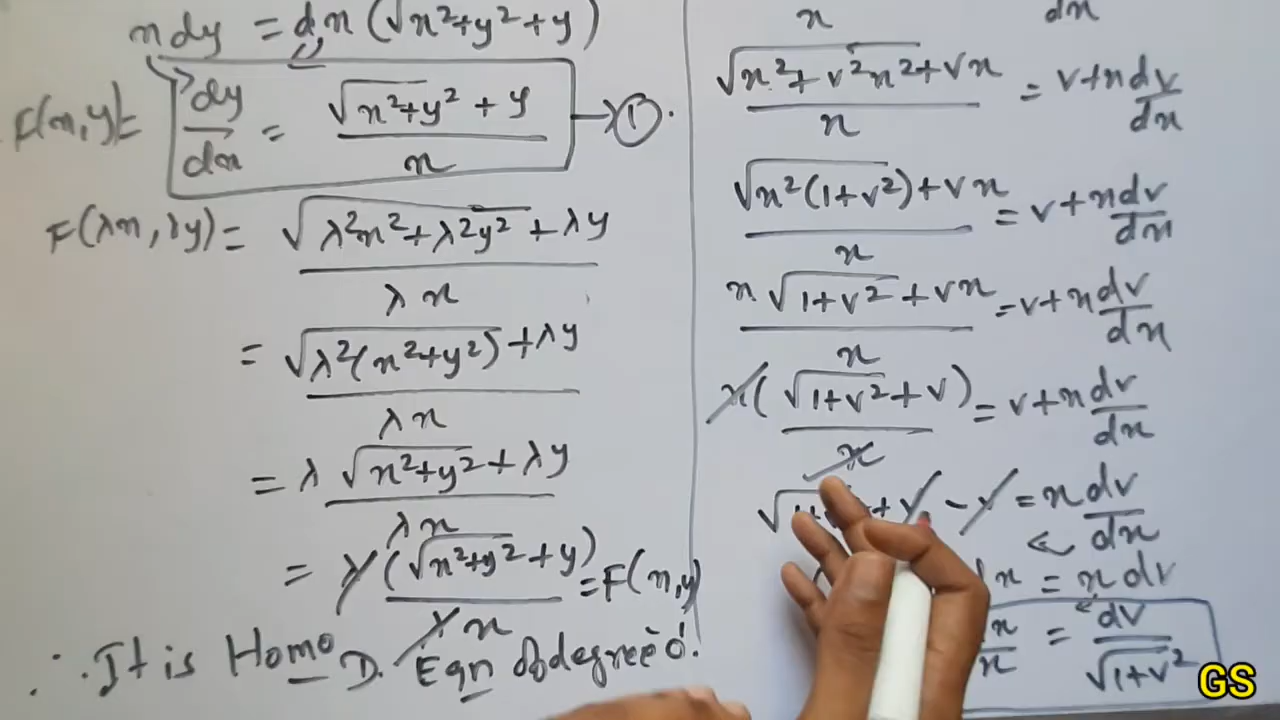 x dy = dx (√x²+y² + y)
F(x,y) = dy/dx = (√x²+y² + y)/x → ①.
F(λx, λy) = (√λ²x²+λ²y² + λy)/λx
= (√λ²(x²+y²) + λy)/λx
= (λ√x²+y² + λy)/λx
= λ(√x²+y² + y)/λx = F(x,y)
∴ It is Homo D. Eqn of degree '0'.
x dx
(√x²+v²x² + vx)/x = v + x dv/dx
(√x²(1+v²) + vx)/x = v + x dv/dx
(x√1+v² + vx)/x = v + x dv/dx
x(√1+v² + v)/x = v + x dv/dx
+ v - v = x dv/dx
dx = x dv
x/x = dv/√1+v²
GS